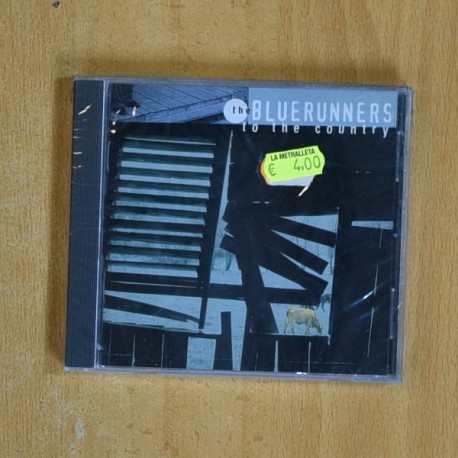 the BLUERUNNERS
to the country
LA METRALLETA
€ 4,00